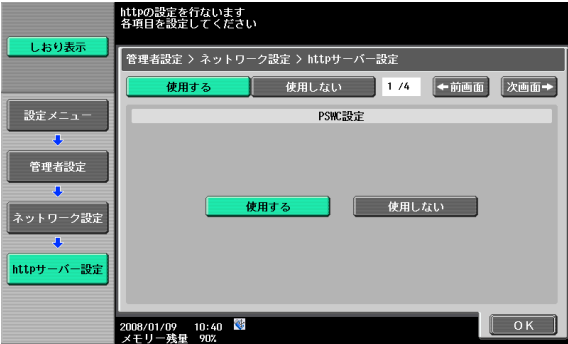 httpの設定を行ないます
各項目を設定してください
しおり表示
管理者設定 > ネットワーク設定 > httpサーバー設定
使用する 使用しない 1 /4 ←前画面 次画面→
設定メニュー
PSWC設定
管理者設定
使用する 使用しない
ネットワーク設定
httpサーバー設定
2008/01/09 10:40
メモリー残量 90%
OK